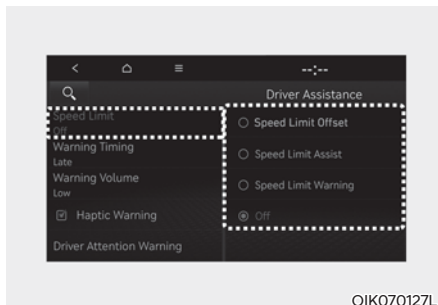 --:--
Driver Assistance
Speed Limit
Off
Warning Timing
Late
Warning Volume
Low
Haptic Warning
Driver Attention Warning
Speed Limit Offset
Speed Limit Assist
Speed Limit Warning
Off
OIK070127L